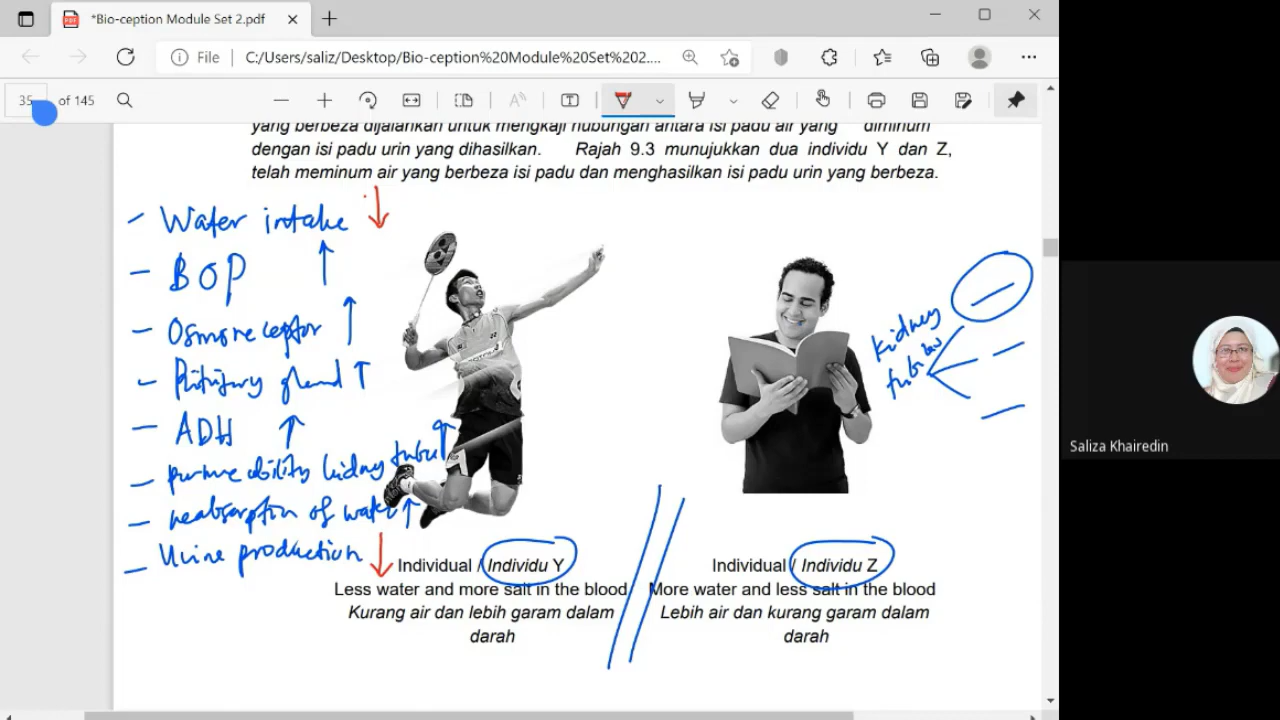 *Bio-ception Module Set 2.pdf
File
C:/Users/saliz/Desktop/Bio-ception%20Module%20Set%202....
35 of 145
yang berbeza dijalankan untuk mengkaji hubungan antara isi padu air yang diminum
dengan isi padu urin yang dihasilkan. Rajah 9.3 munujukkan dua individu Y dan Z,
telah meminum air yang berbeza isi padu dan menghasilkan isi padu urin yang berbeza.
- Water intake ↓
- BOP ↑
- Osmoreceptor ↑
- gland ↑
- ADH ↑
- kidney ↑
- reabsorption of water ↑
- Urine production ↓
kidney
Individual / Individu Y
Less water and more salt in the blood
Kurang air dan lebih garam dalam
darah
Individual / Individu Z
More water and less salt in the blood
Lebih air dan kurang garam dalam
darah
Saliza Khairedin